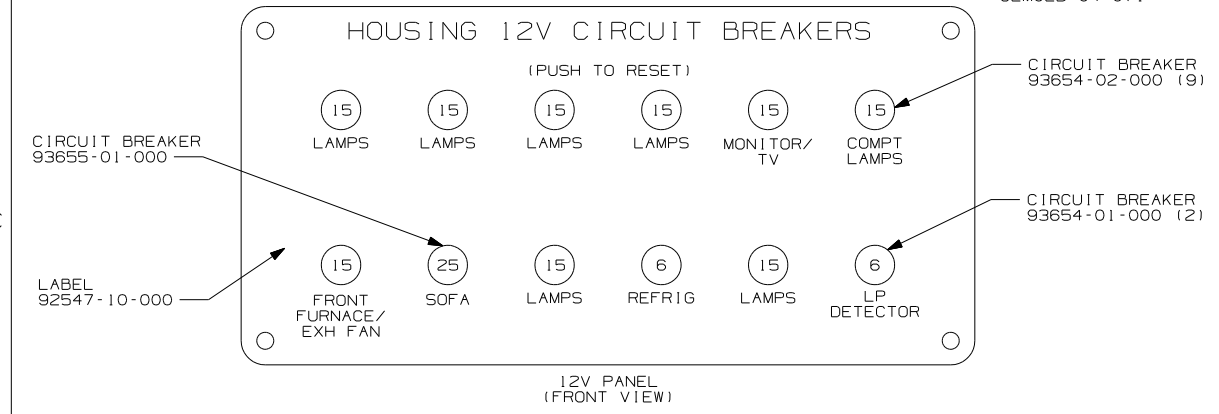 HOUSING 12V CIRCUIT BREAKERS
(PUSH TO RESET)
CIRCUIT BREAKER
93654-02-000 (9)
15 15 15 15 15 15
LAMPS LAMPS LAMPS LAMPS MONITOR/
TV COMPT
LAMPS
CIRCUIT BREAKER
93655-01-000
CIRCUIT BREAKER
93654-01-000 (2)
15 25 15 6 15 6
FRONT
FURNACE/
EXH FAN SOFA LAMPS REFRIG LAMPS LP
DETECTOR
LABEL
92547-10-000
12V PANEL
(FRONT VIEW)